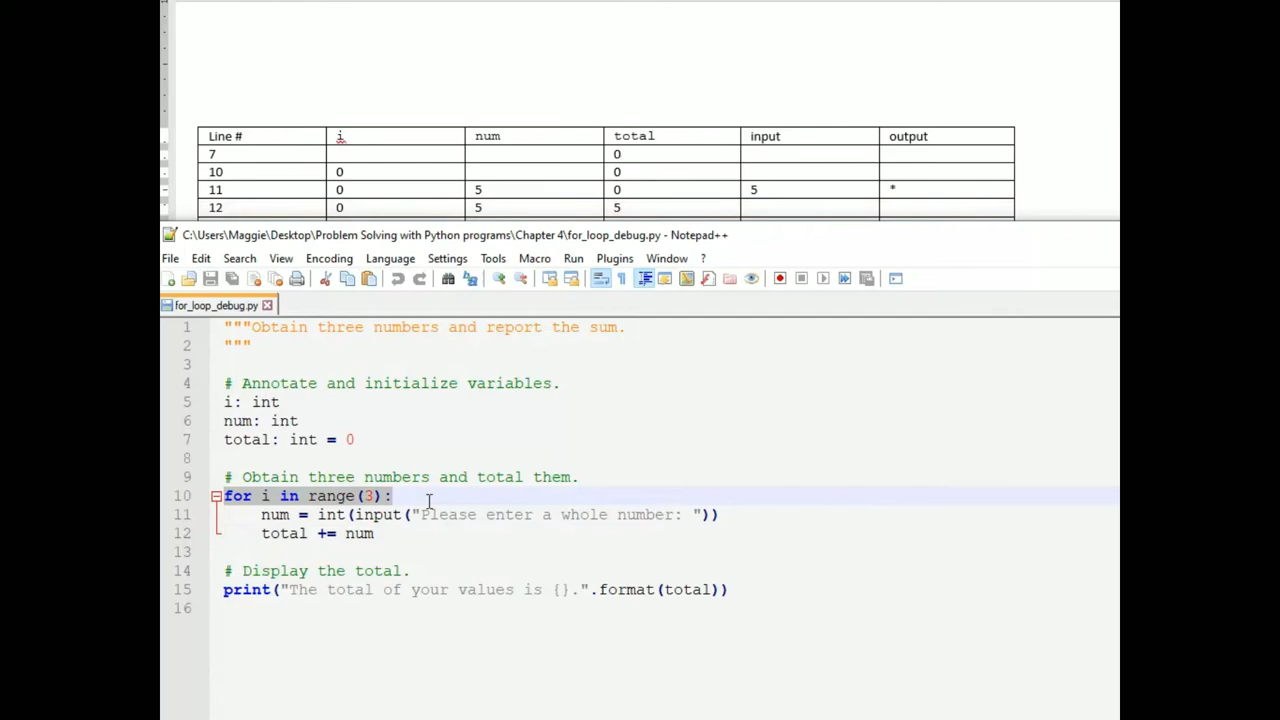 Line # i num total input output
7 0
10 0 0
11 0 5 0 5 *
12 0 5 5
C:\Users\Maggie\Desktop\Problem Solving with Python programs\Chapter 4\for_loop_debug.py - Notepad++
File Edit Search View Encoding Language Settings Tools Macro Run Plugins Window ?
for_loop_debug.py
1 """Obtain three numbers and report the sum.
2 """
3
4 # Annotate and initialize variables.
5 i: int
6 num: int
7 total: int = 0
8
9 # Obtain three numbers and total them.
10 for i in range(3):
11 num = int(input("Please enter a whole number: "))
12 total += num
13
14 # Display the total.
15 print("The total of your values is {}.".format(total))
16